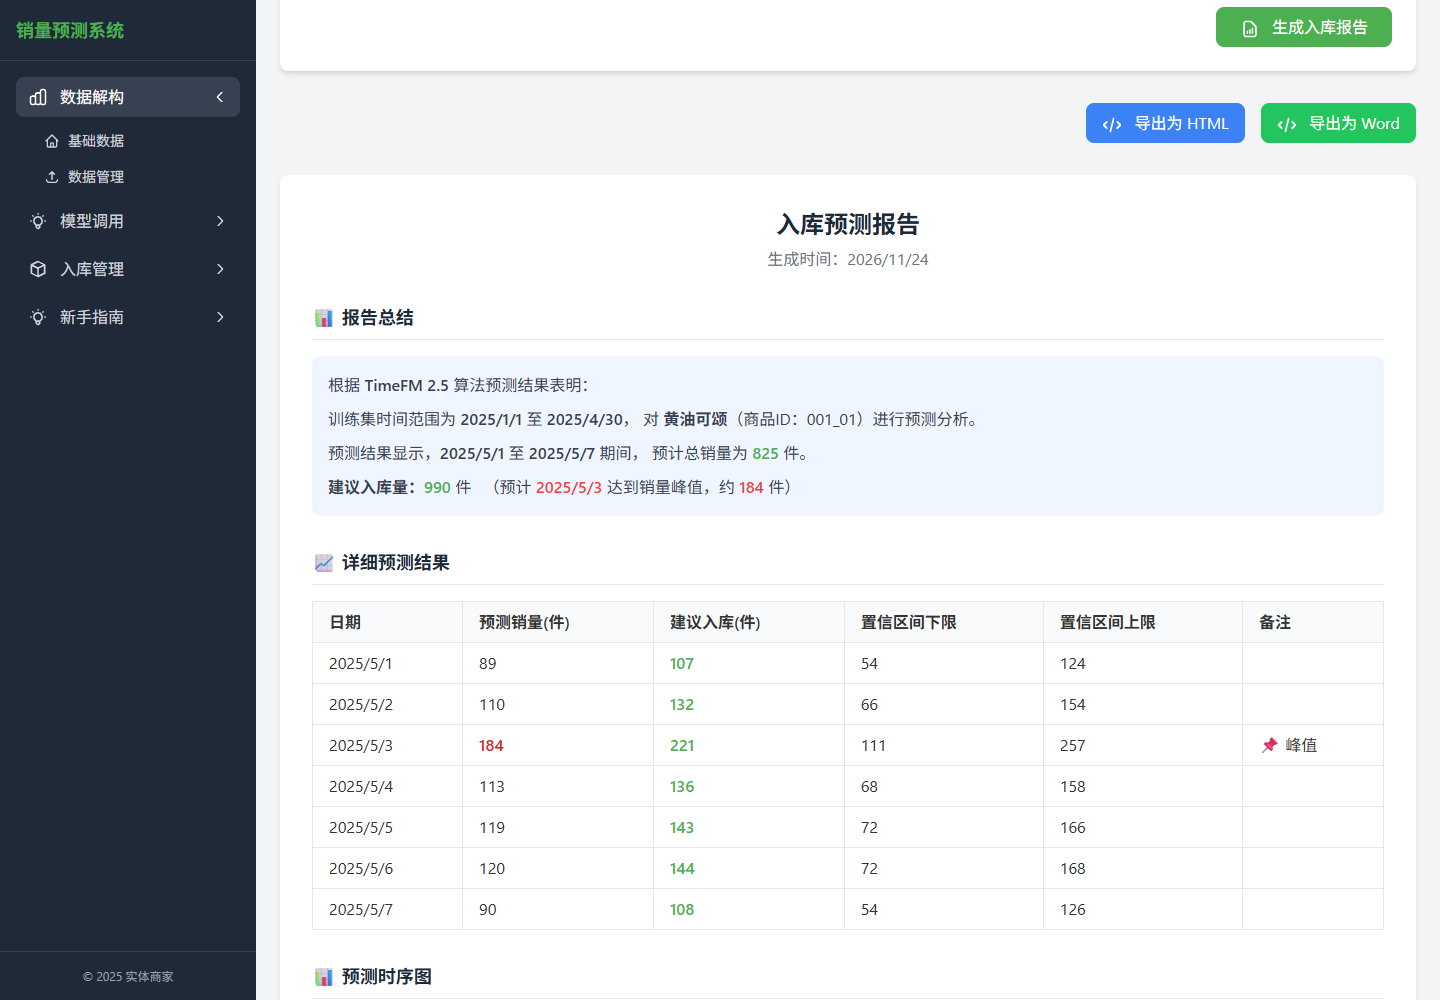 销量预测系统
数据解构
基础数据
数据管理
模型调用
入库管理
新手指南
© 2025 实体商家
生成入库报告
导出为 HTML
导出为 Word
入库预测报告
生成时间：2026/11/24
报告总结
根据 TimeFM 2.5 算法预测结果表明：
训练集时间范围为 2025/1/1 至 2025/4/30， 对 黄油可颂（商品ID：001_01）进行预测分析。
预测结果显示，2025/5/1 至 2025/5/7 期间， 预计总销量为 825 件。
建议入库量：990 件 （预计 2025/5/3 达到销量峰值，约 184 件）
详细预测结果
日期 预测销量(件) 建议入库(件) 置信区间下限 置信区间上限 备注
2025/5/1 89 107 54 124
2025/5/2 110 132 66 154
2025/5/3 184 221 111 257 峰值
2025/5/4 113 136 68 158
2025/5/5 119 143 72 166
2025/5/6 120 144 72 168
2025/5/7 90 108 54 126
预测时序图